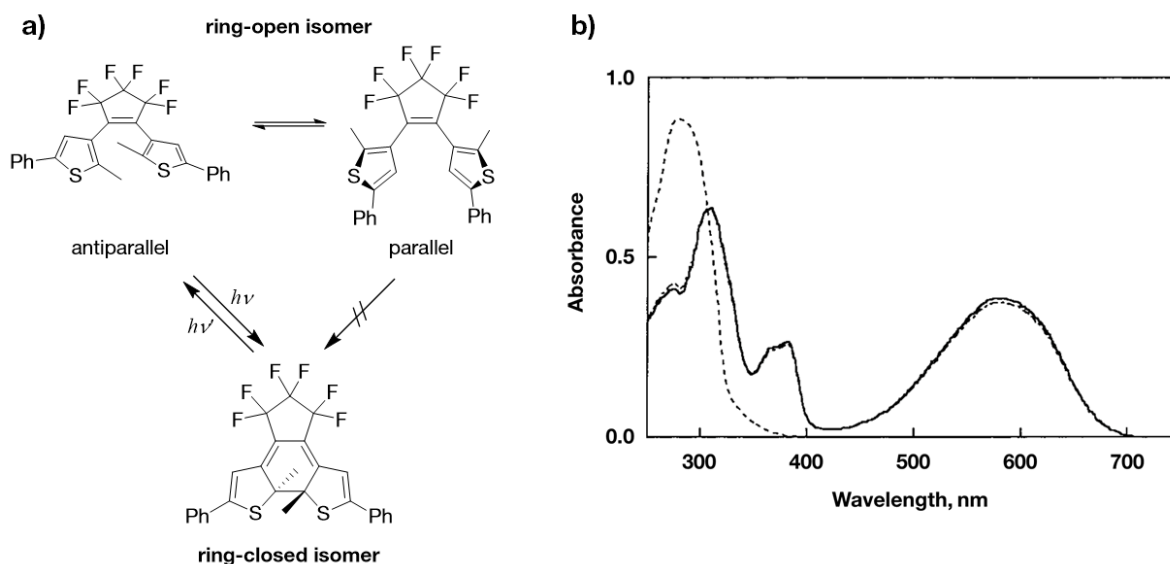 a)
ring-open isomer
F F F F F F
Ph S S Ph
antiparallel
F F F F F F
S S
Ph Ph
parallel
hν
hν'
F F F F F F
Ph S S Ph
ring-closed isomer
b)
Absorbance
1.0
0.5
0.0
300 400 500 600 700
Wavelength, nm